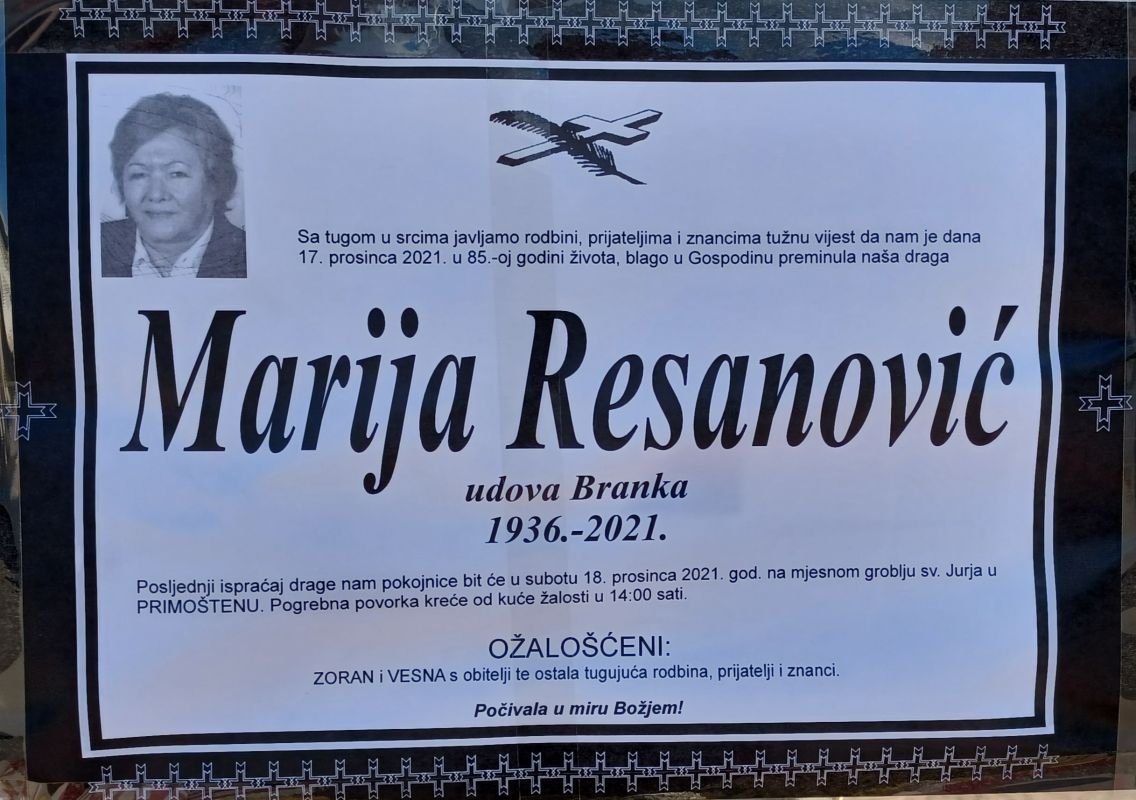 Sa tugom u srcima javljamo rodbini, prijateljima i znancima tužnu vijest da nam je dana
17. prosinca 2021. u 85.-oj godini života, blago u Gospodinu preminula naša draga
Marija Resanović
udova Branka
1936.-2021.
Posljednji ispraćaj drage nam pokojnice bit će u subotu 18. prosinca 2021. god. na mjesnom groblju sv. Jurja u
PRIMOŠTENU. Pogrebna povorka kreće od kuće žalosti u 14:00 sati.
OŽALOŠĆENI:
ZORAN i VESNA s obitelji te ostala tugujuća rodbina, prijatelji i znanci.
Počivala u miru Božjem!